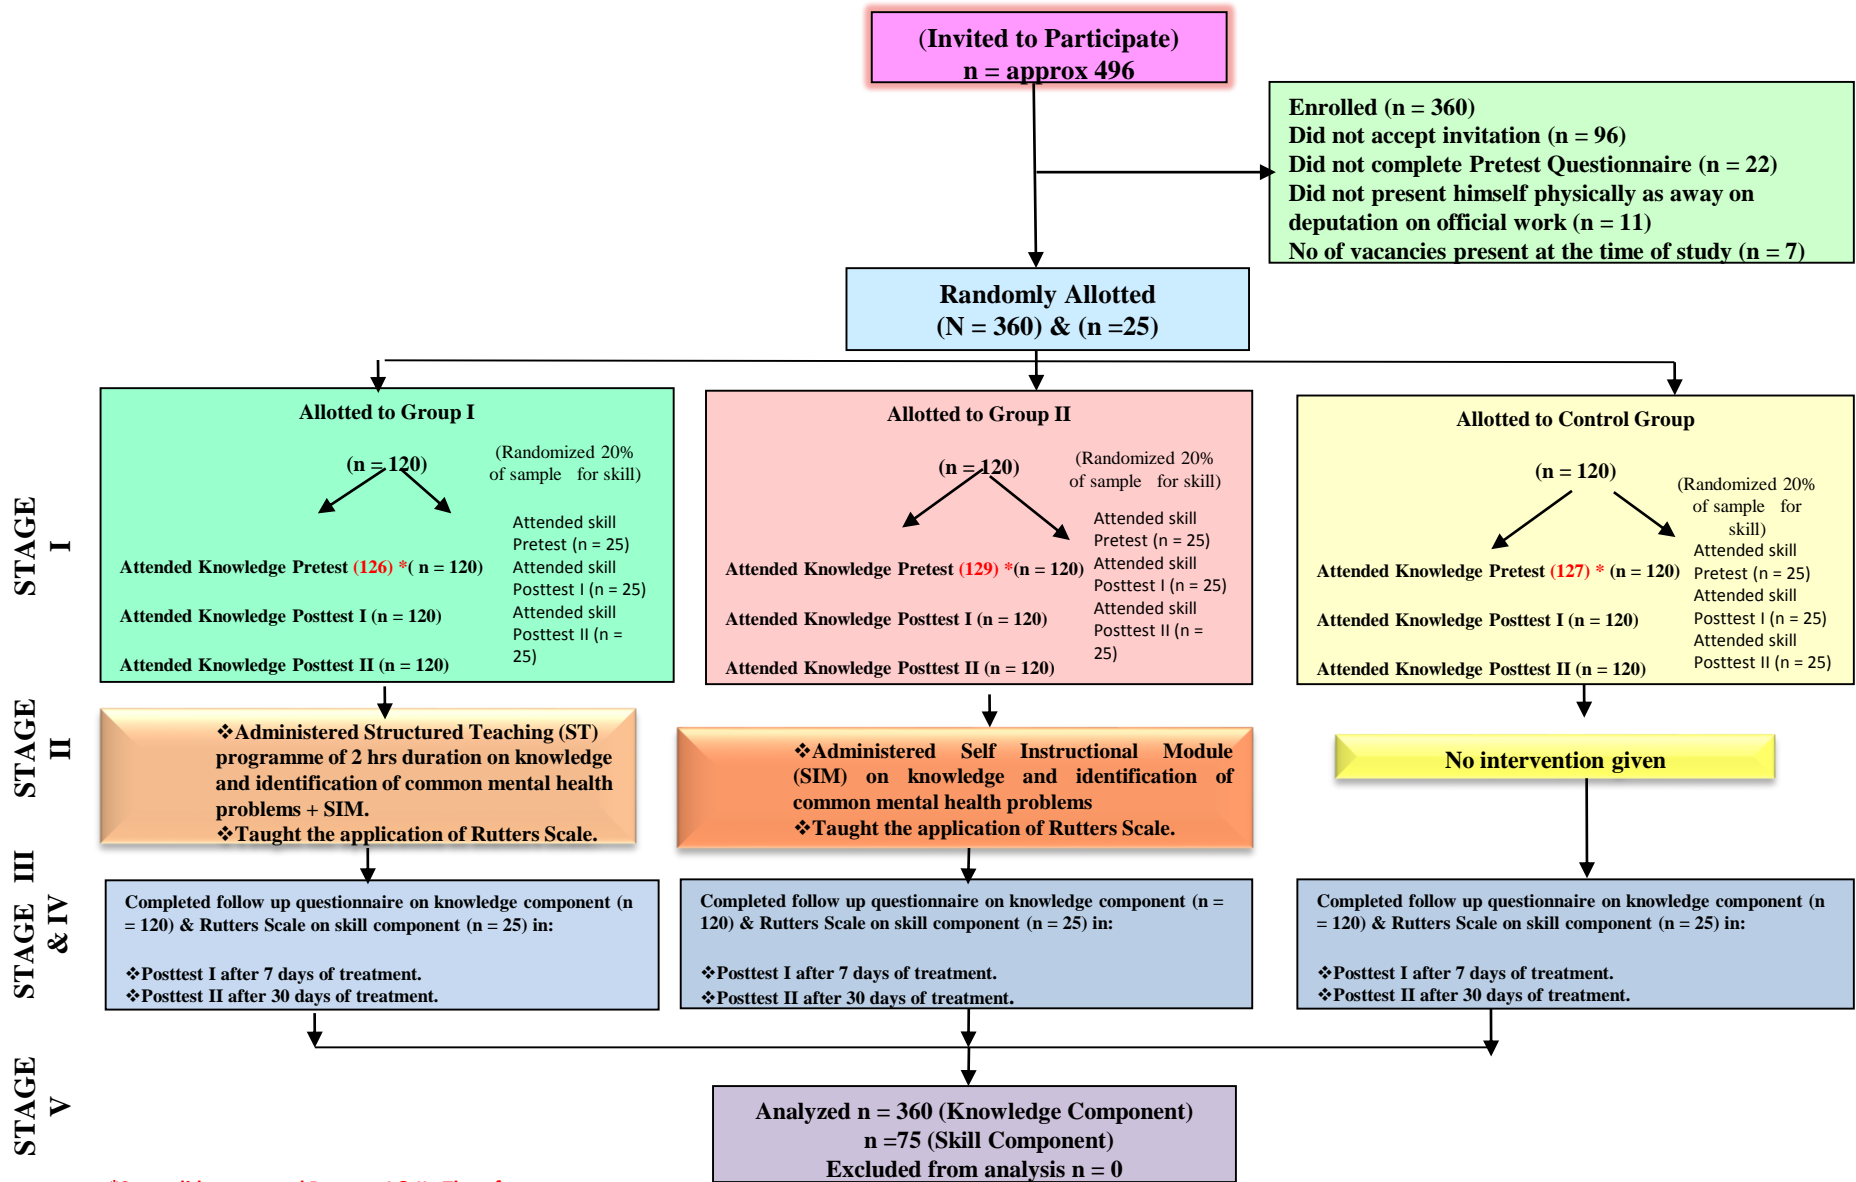 (Invited to Participate)
n = approx 496
Enrolled (n = 360)
Did not accept invitation (n = 96)
Did not complete Pretest Questionnaire (n = 22)
Did not present himself physically as away on
deputation on official work (n = 11)
No of vacancies present at the time of study (n = 7)
Randomly Allotted
(N = 360) & (n =25)
STAGE
I
Allotted to Group I
(n = 120)
(Randomized 20%
of sample for skill)
Attended skill
Pretest (n = 25)
Attended skill
Posttest I (n = 25)
Attended skill
Posttest II (n =
25)
Attended Knowledge Pretest (126) *( n = 120)
Attended Knowledge Posttest I (n = 120)
Attended Knowledge Posttest II (n = 120)
Allotted to Group II
(n = 120)
(Randomized 20%
of sample for skill)
Attended skill
Pretest (n = 25)
Attended skill
Posttest I (n = 25)
Attended skill
Posttest II (n =
25)
Attended Knowledge Pretest (129) *(n = 120)
Attended Knowledge Posttest I (n = 120)
Attended Knowledge Posttest II (n = 120)
Allotted to Control Group
(n = 120)
(Randomized 20%
of sample for
skill)
Attended skill
Pretest (n = 25)
Attended skill
Posttest I (n = 25)
Attended skill
Posttest II (n = 25)
Attended Knowledge Pretest (127) * (n = 120)
Attended Knowledge Posttest I (n = 120)
Attended Knowledge Posttest II (n = 120)
STAGE
II
❖Administered Structured Teaching (ST)
programme of 2 hrs duration on knowledge
and identification of common mental health
problems + SIM.
❖Taught the application of Rutters Scale.
❖Administered Self Instructional Module
(SIM) on knowledge and identification of
common mental health problems
❖Taught the application of Rutters Scale.
No intervention given
STAGE III
& IV
Completed follow up questionnaire on knowledge component (n
= 120) & Rutters Scale on skill component (n = 25) in:
❖Posttest I after 7 days of treatment.
❖Posttest II after 30 days of treatment.
Completed follow up questionnaire on knowledge component (n =
120) & Rutters Scale on skill component (n = 25) in:
❖Posttest I after 7 days of treatment.
❖Posttest II after 30 days of treatment.
Completed follow up questionnaire on knowledge component (n
= 120) & Rutters Scale on skill component (n = 25) in:
❖Posttest I after 7 days of treatment.
❖Posttest II after 30 days of treatment.
STAGE
V
Analyzed n = 360 (Knowledge Component)
n =75 (Skill Component)
Excluded from analysis n = 0